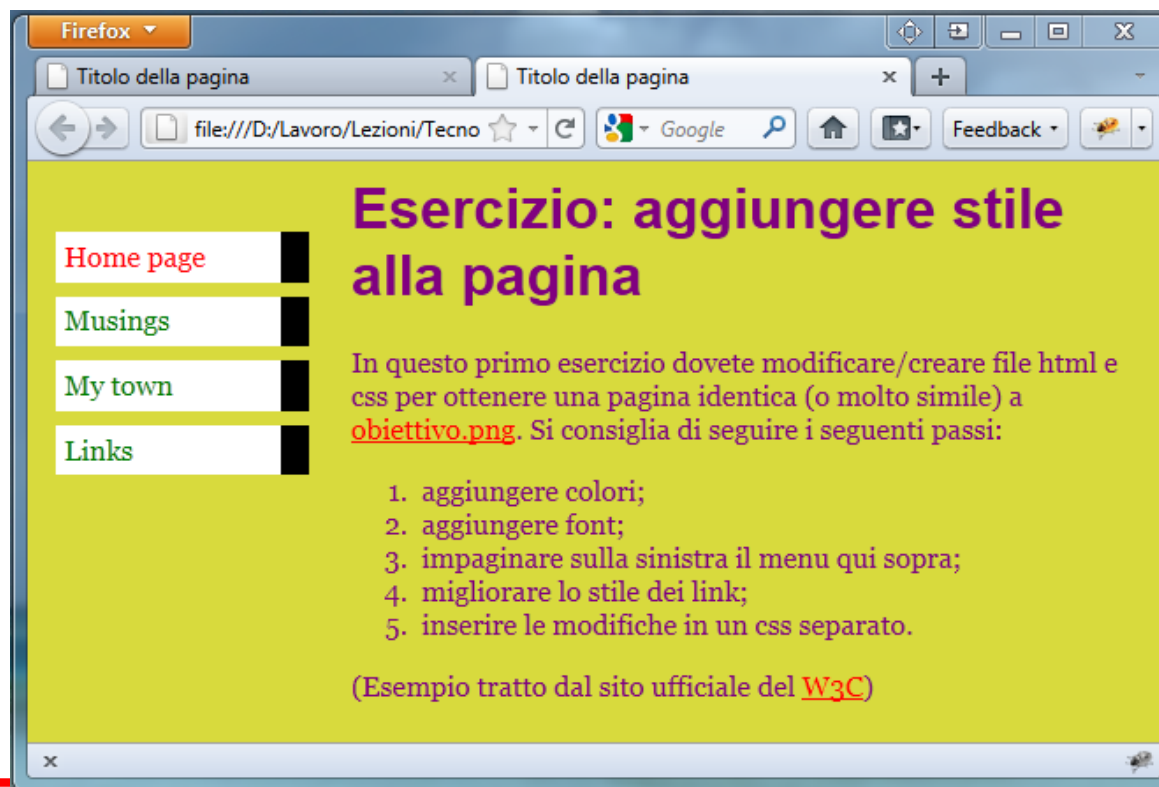 Firefox
Titolo della pagina
Titolo della pagina
file:///D:/Lavoro/Lezioni/Tecno
Google
Feedback
Home page
Musings
My town
Links
Esercizio: aggiungere stile
alla pagina
In questo primo esercizio dovete modificare/creare file html e
css per ottenere una pagina identica (o molto simile) a
obiettivo.png. Si consiglia di seguire i seguenti passi:
1. aggiungere colori;
2. aggiungere font;
3. impaginare sulla sinistra il menu qui sopra;
4. migliorare lo stile dei link;
5. inserire le modifiche in un css separato.
(Esempio tratto dal sito ufficiale del W3C)